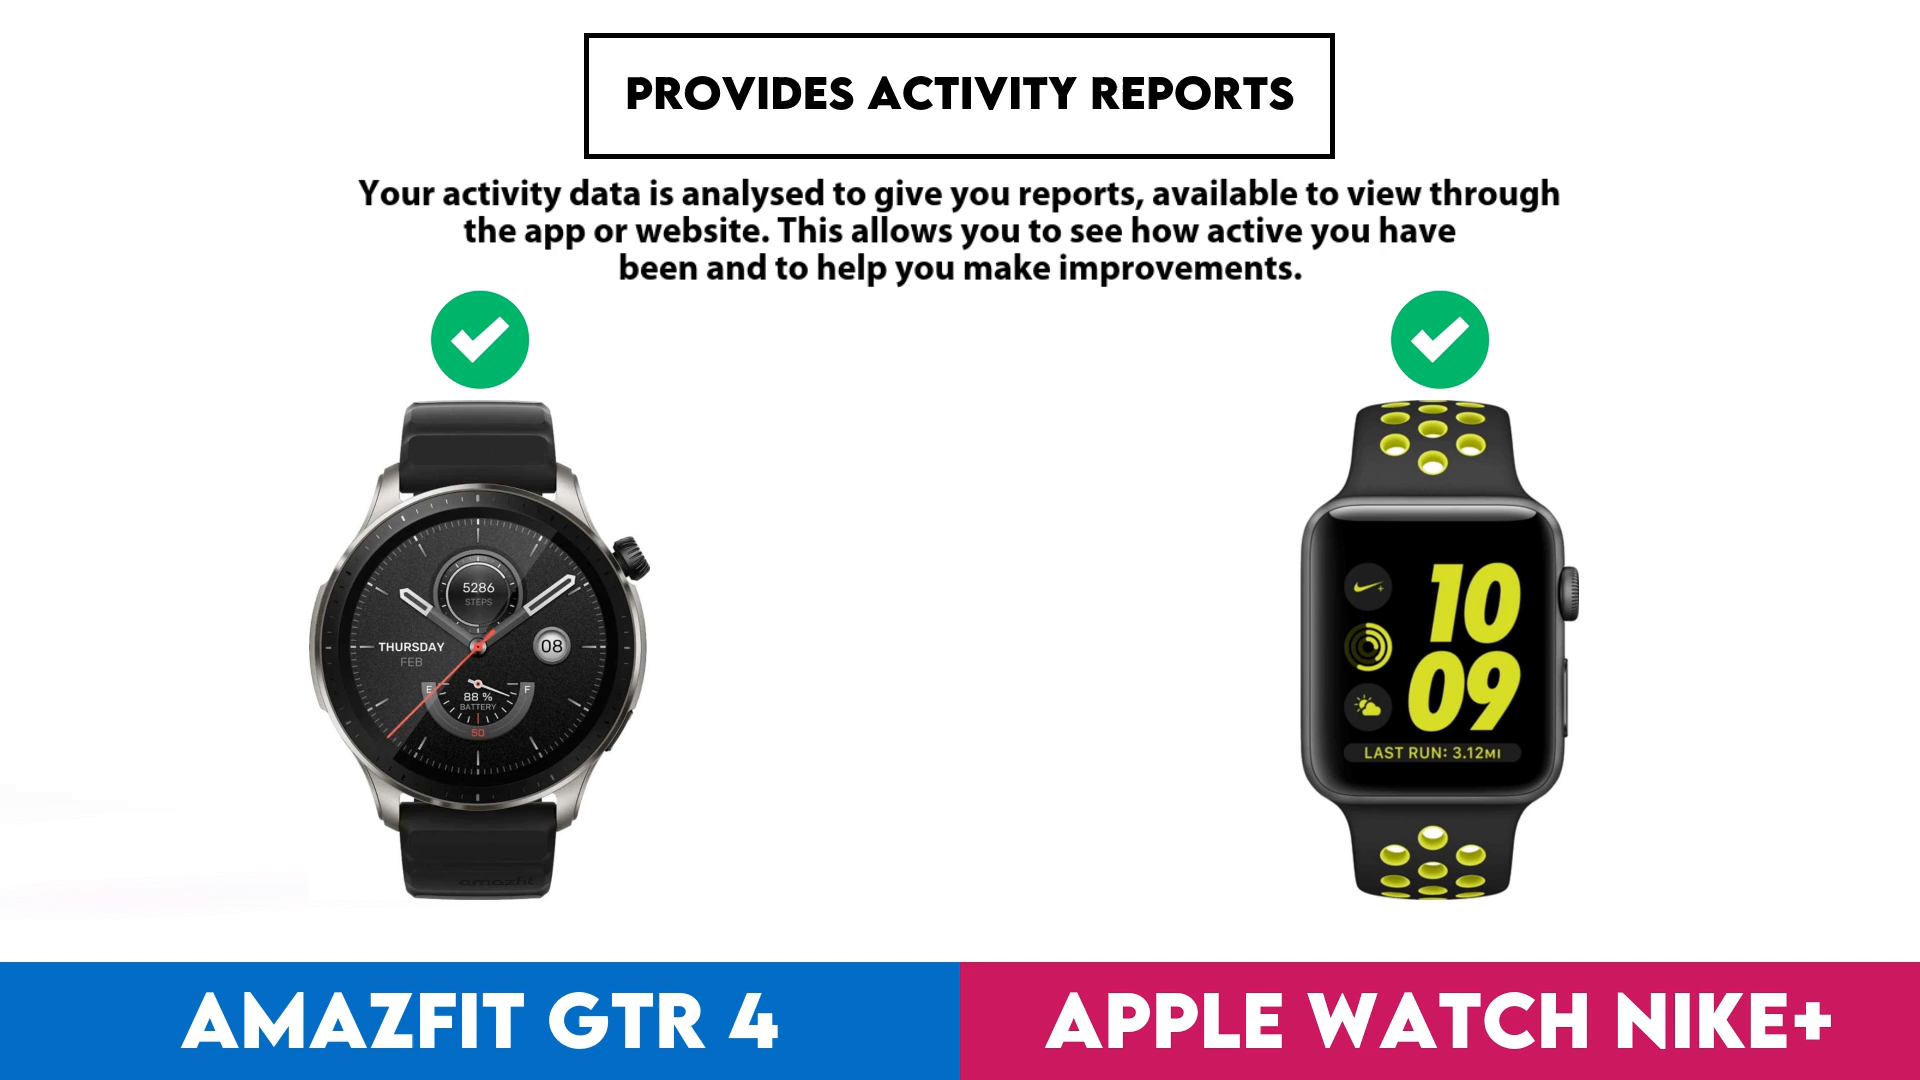 PROVIDES ACTIVITY REPORTS
Your activity data is analysed to give you reports, available to view through
the app or website. This allows you to see how active you have
been and to help you make improvements.
5286
STEPS
THURSDAY
FEB
08
E
F
88 %
BATTERY
50
amazfit
10
09
LAST RUN: 3.12MI
AMAZFIT GTR 4
APPLE WATCH NIKE+